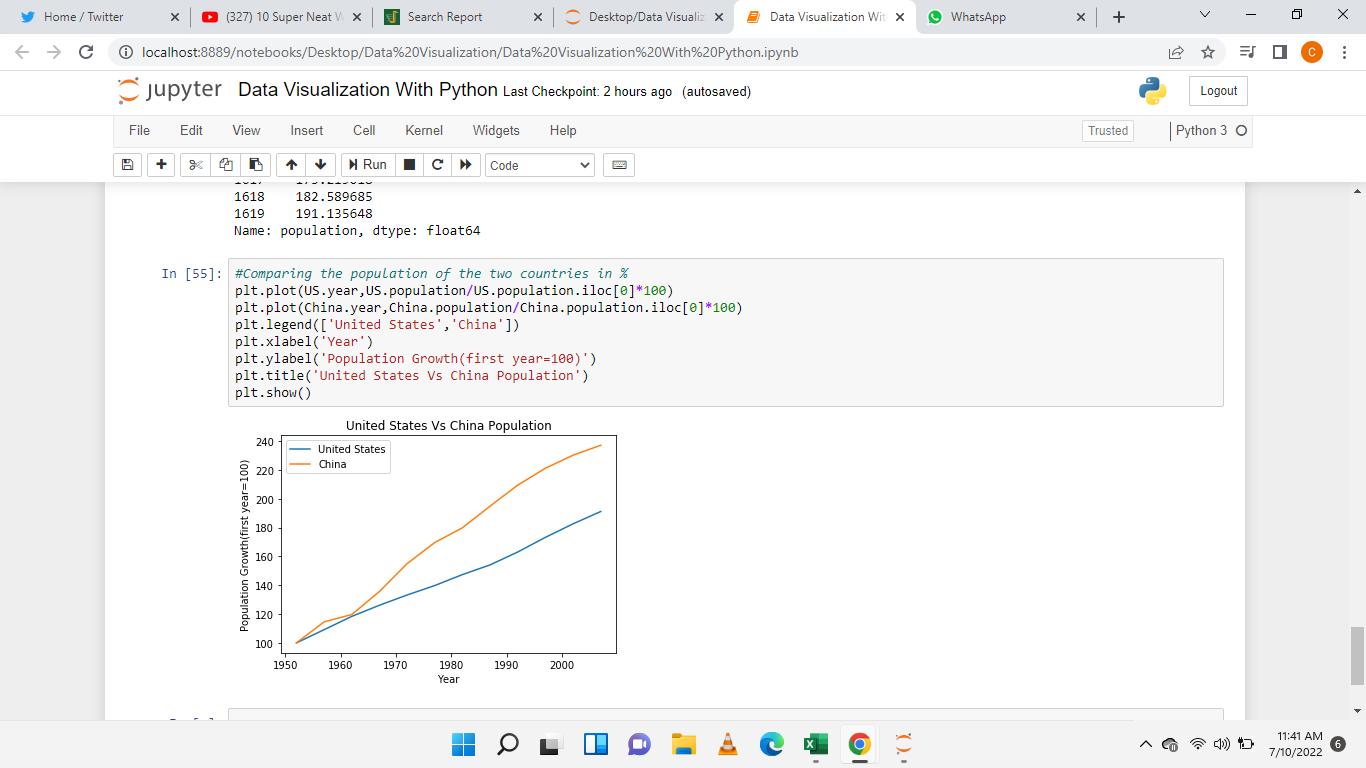 Home / Twitter
(327) 10 Super Neat W
Search Report
Desktop/Data Visualiz
Data Visualization Wit
WhatsApp
localhost:8889/notebooks/Desktop/Data%20Visualization/Data%20Visualization%20With%20Python.ipynb
C
jupyter Data Visualization With Python Last Checkpoint: 2 hours ago (autosaved)
Logout
File Edit View Insert Cell Kernel Widgets Help
Trusted
Python 3
Run
Code
1618 182.589685
1619 191.135648
Name: population, dtype: float64
In [55]:
#Comparing the population of the two countries in %
plt.plot(US.year,US.population/US.population.iloc[0]*100)
plt.plot(China.year,China.population/China.population.iloc[0]*100)
plt.legend(['United States','China'])
plt.xlabel('Year')
plt.ylabel('Population Growth(first year=100)')
plt.title('United States Vs China Population')
plt.show()
United States Vs China Population
United States
China
Population Growth(first year=100)
240
220
200
180
160
140
120
100
1950 1960 1970 1980 1990 2000
Year
11:41 AM
7/10/2022
6